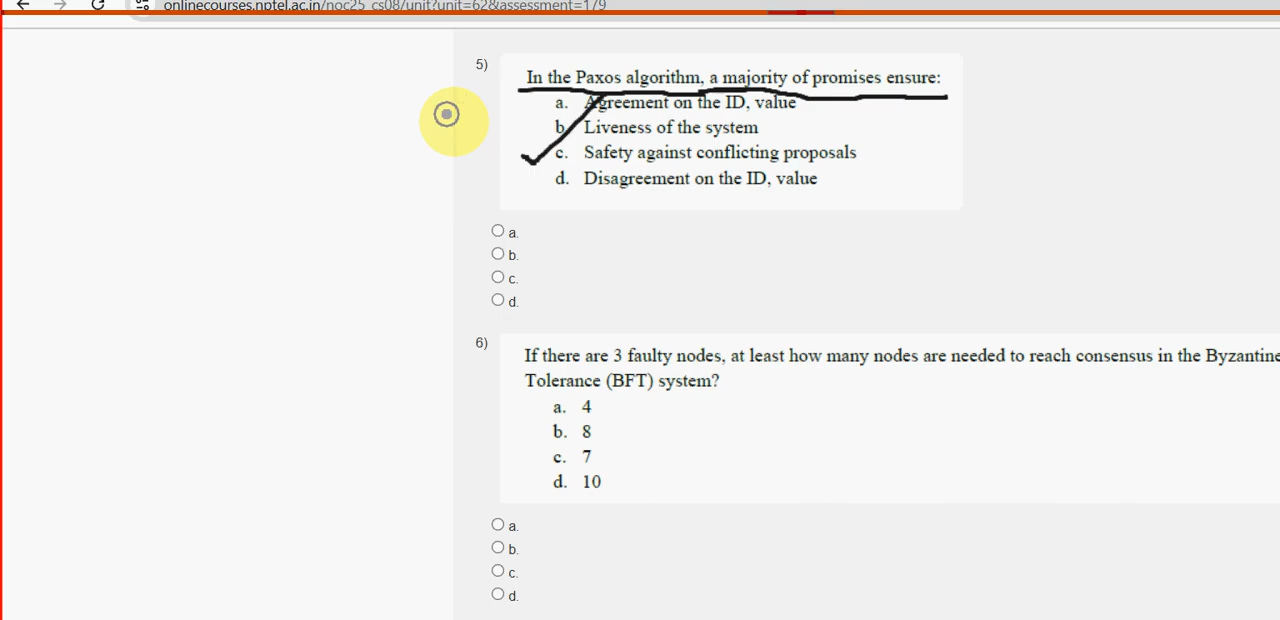 onlinecourses.nptel.ac.in/noc25_cs08/unit?unit=62&assessment=179
5)
In the Paxos algorithm, a majority of promises ensure:
a. Agreement on the ID, value
b. Liveness of the system
c. Safety against conflicting proposals
d. Disagreement on the ID, value
a.
b.
c.
d.
6)
If there are 3 faulty nodes, at least how many nodes are needed to reach consensus in the Byzantine
Tolerance (BFT) system?
a. 4
b. 8
c. 7
d. 10
a.
b.
c.
d.